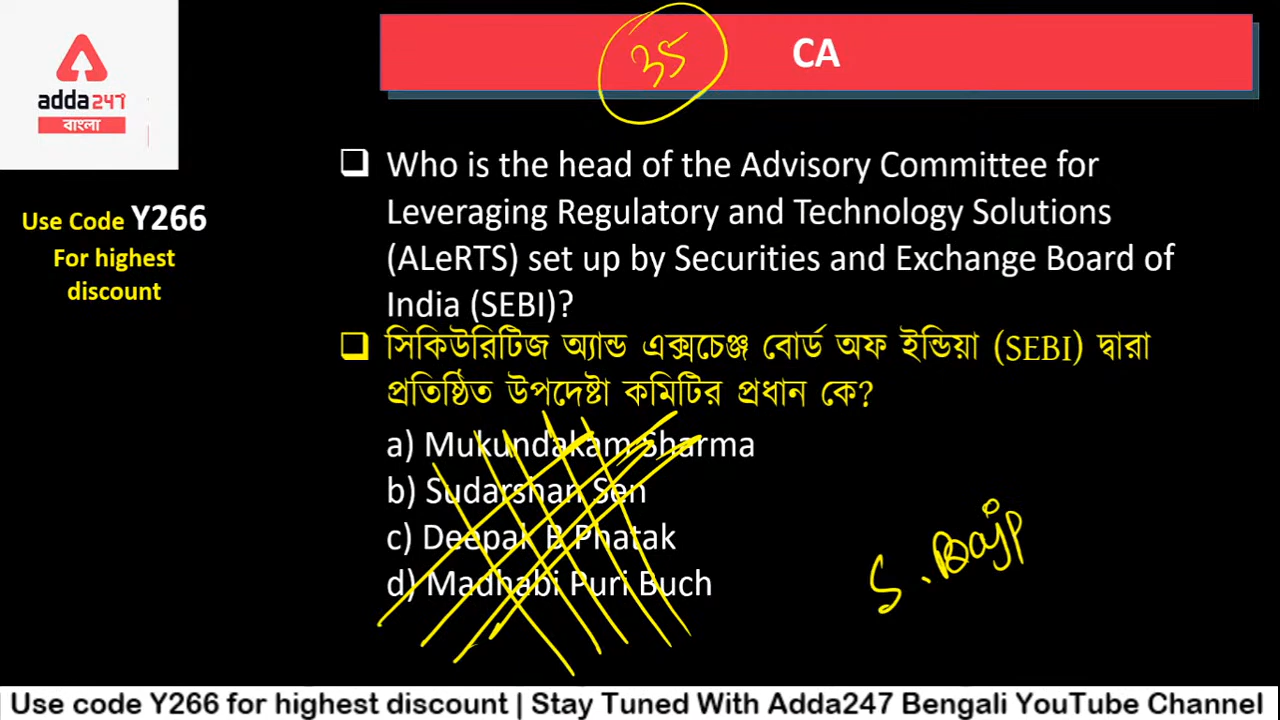 adda247
বাংলা
35
CA
Use Code Y266
For highest
discount
Who is the head of the Advisory Committee for
Leveraging Regulatory and Technology Solutions
(ALeRTS) set up by Securities and Exchange Board of
India (SEBI)?
সিকিউরিটিজ অ্যান্ড এক্সচেঞ্জ বোর্ড অফ ইন্ডিয়া (SEBI) দ্বারা
প্রতিষ্ঠিত উপদেষ্টা কমিটির প্রধান কে?
a) Mukundakam Sharma
b) Sudarshan Sen
c) Deepak B Phatak
d) Madhabi Puri Buch
S. Bajp
| Use code Y266 for highest discount | Stay Tuned With Adda247 Bengali YouTube Channel